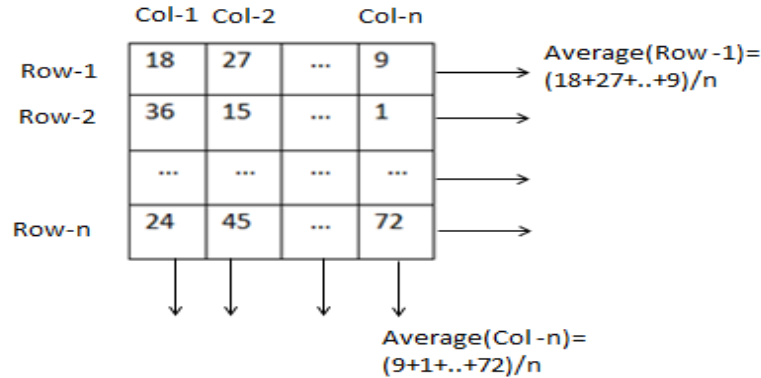 Col-1 Col-2 Col-n
Row-1 18 27 ... 9 Average(Row-1)=
(18+27+..+9)/n
Row-2 36 15 ... 1
... ... ... ...
Row-n 24 45 ... 72
Average(Col-n)=
(9+1+..+72)/n